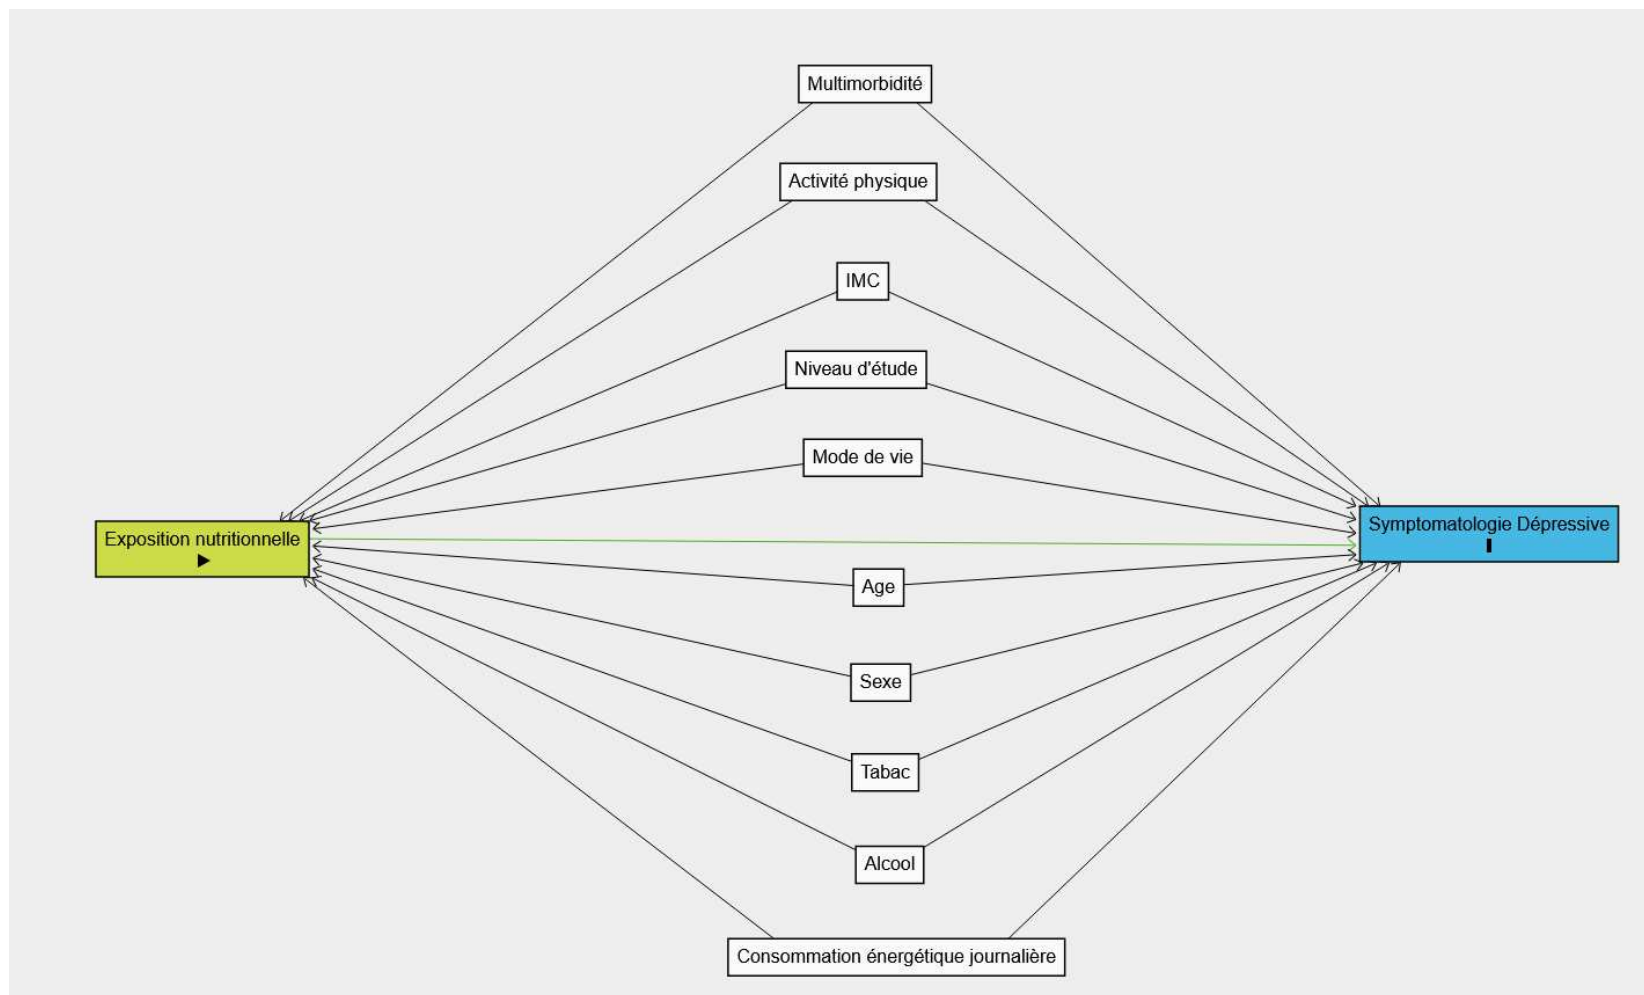 Multimorbidité
Activité physique
IMC
Niveau d'étude
Mode de vie
Exposition nutritionnelle
Symptomatologie Dépressive
Age
Sexe
Tabac
Alcool
Consommation énergétique journalière